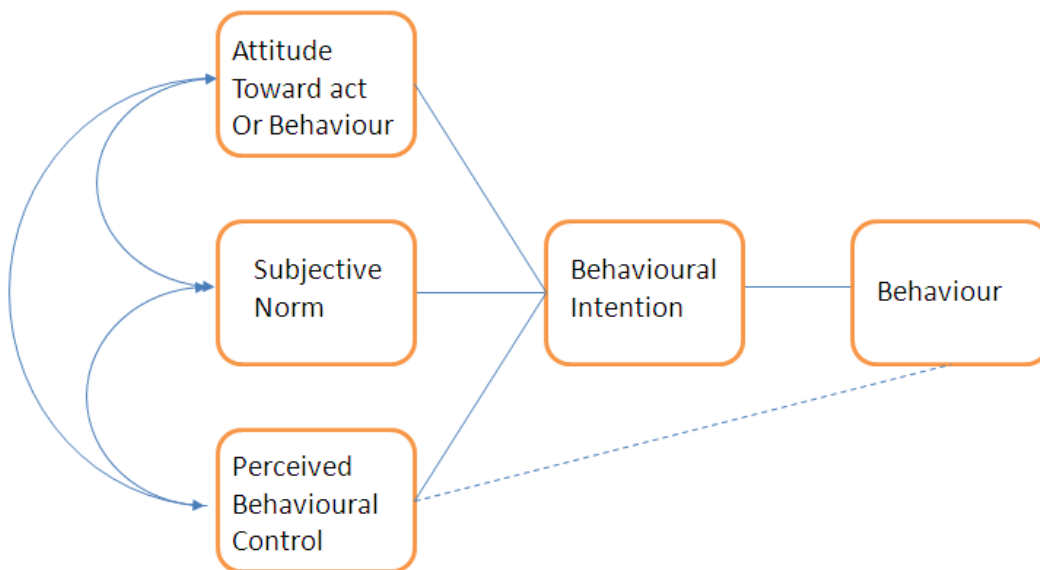 Attitude
Toward act
Or Behaviour
Subjective
Norm
Behavioural
Intention
Behaviour
Perceived
Behavioural
Control